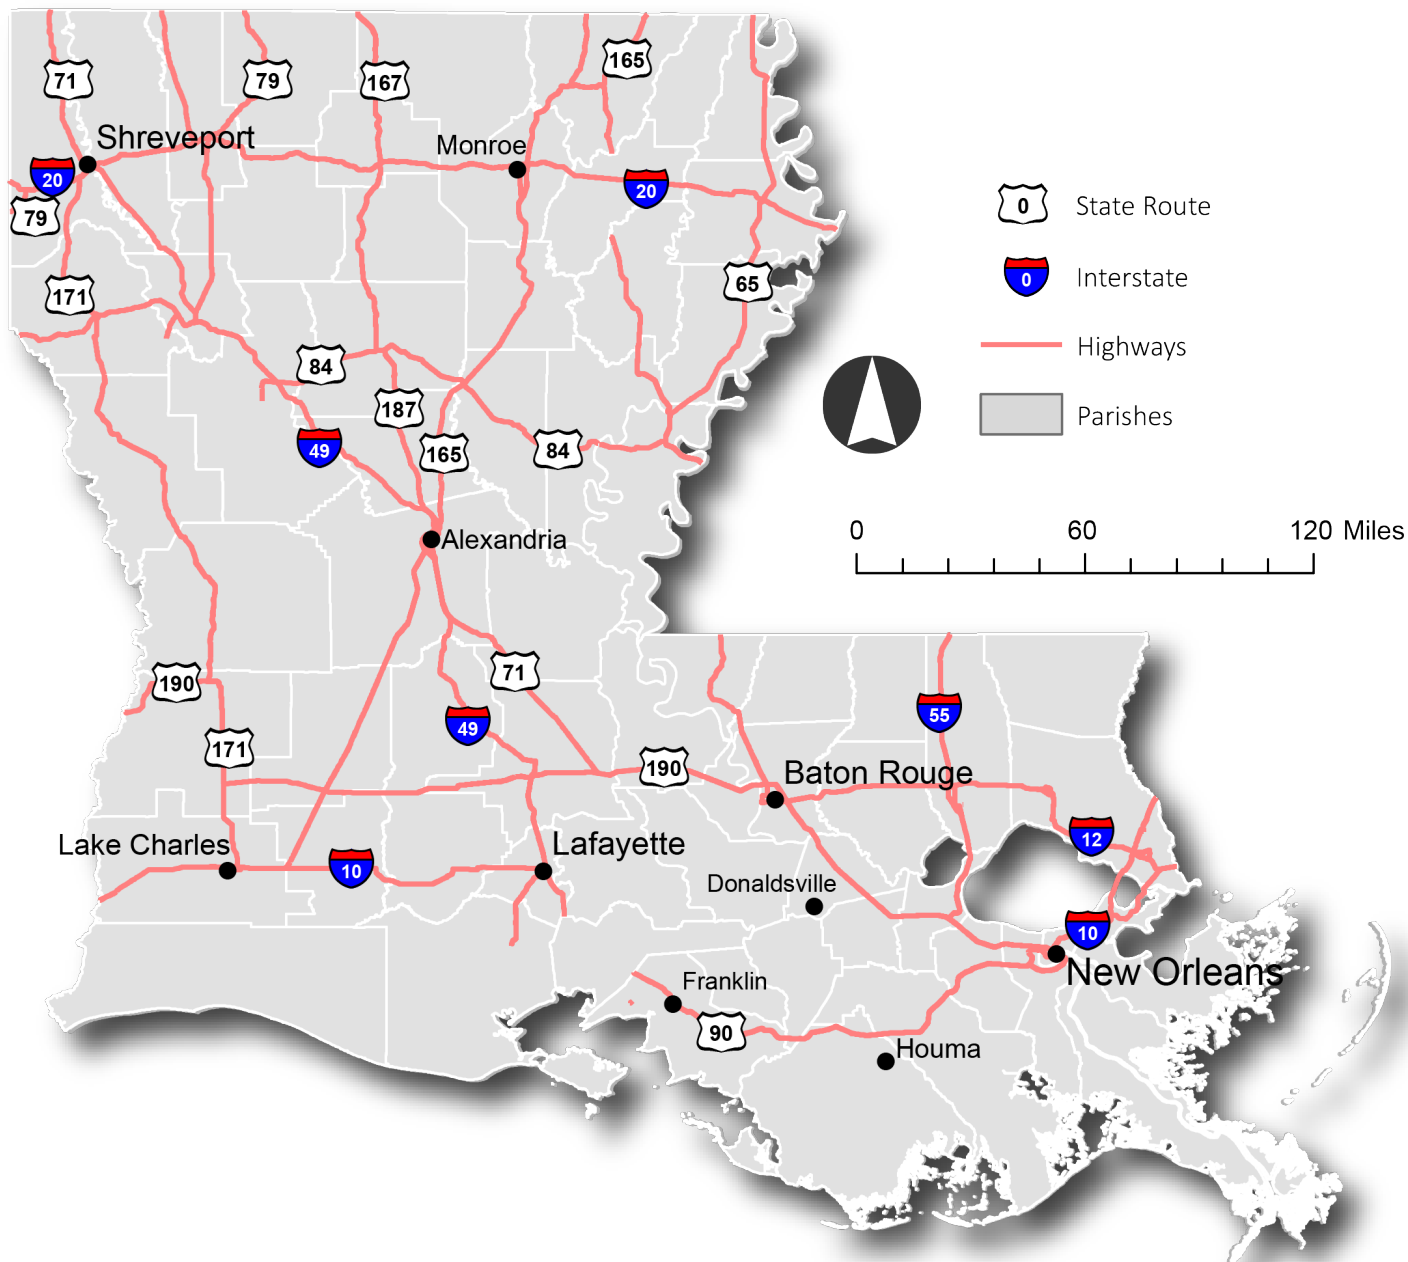 71
79
167
165
Shreveport
Monroe
20
20
79
0 State Route
0 Interstate
171
65
Highways
84
187
Parishes
49
165
84
0 60 120 Miles
Alexandria
71
190
49
55
171
190
Baton Rouge
12
Lake Charles
Lafayette
10
Donaldsville
10
New Orleans
Franklin
90
Houma